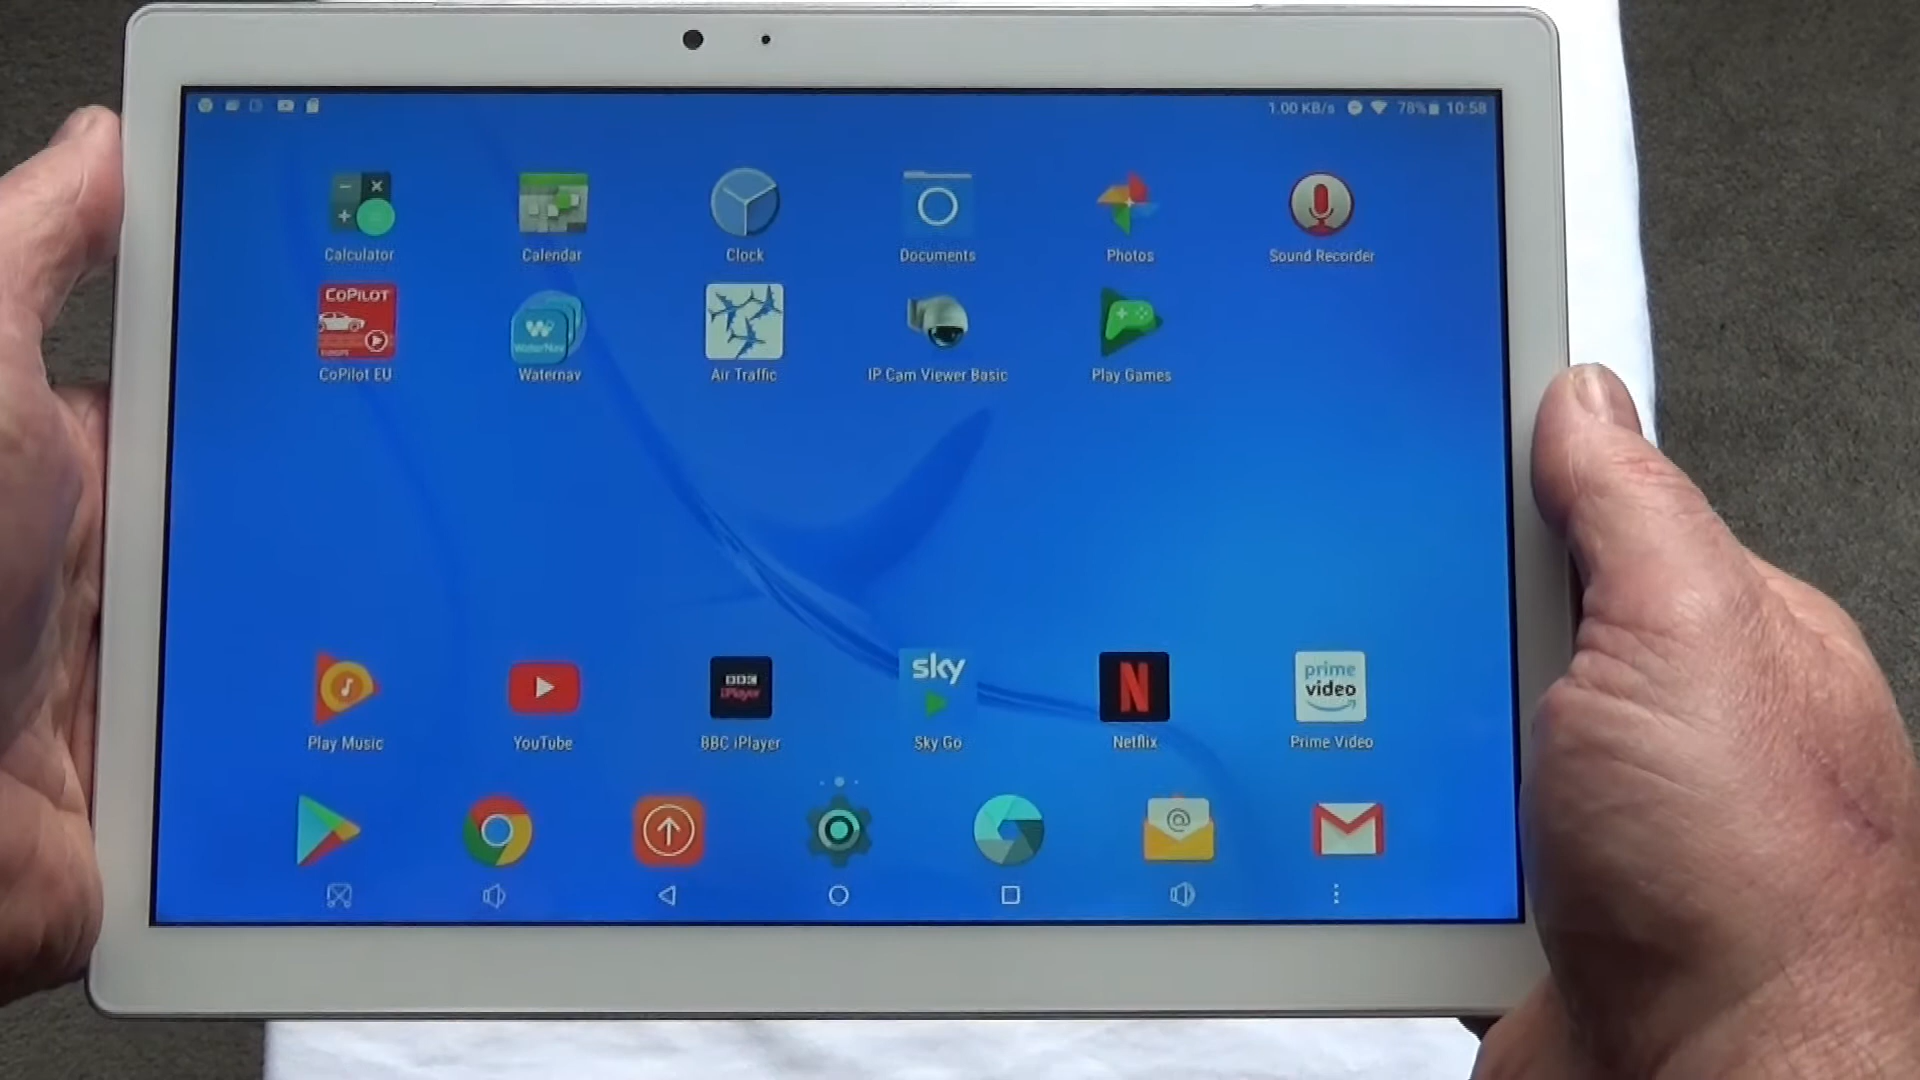 1.00 KB/s 78% 10:58
Calculator Calendar Clock Documents Photos Sound Recorder
COPILOT
W
WaterNav
CoPilot EU Waternav Air Traffic IP Cam Viewer Basic Play Games
BBC
iPlayer
sky
N
prime
video
Play Music YouTube BBC iPlayer Sky Go Netflix Prime Video
@